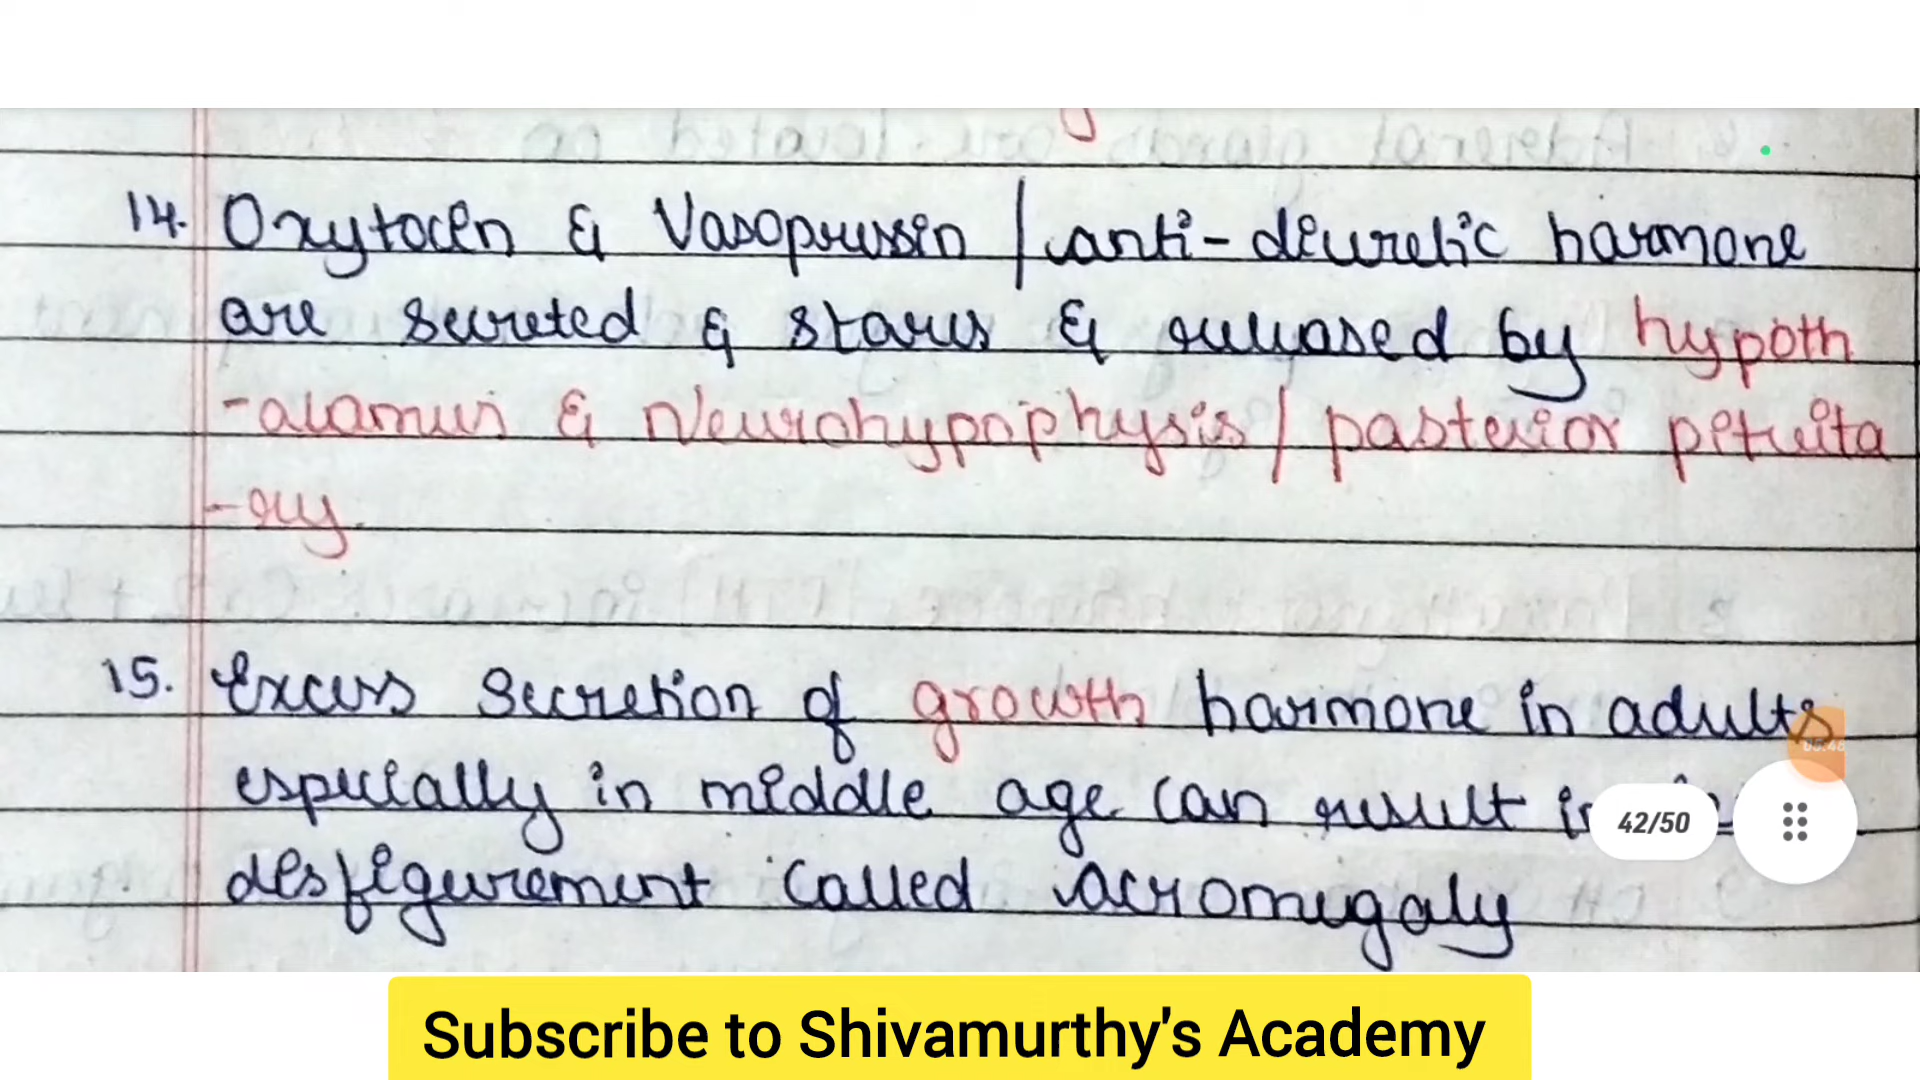 14. Oxytocin & Vasopressin / anti-diuretic hormone
are secreted & stores & released by hypoth
-alamus & Neurohypophysis / posterior pituita
-ry.
15. Excess Secretion of growth hormone in adults
especially in middle age can result in
disfigurement called acromegaly
42/50
Subscribe to Shivamurthy's Academy